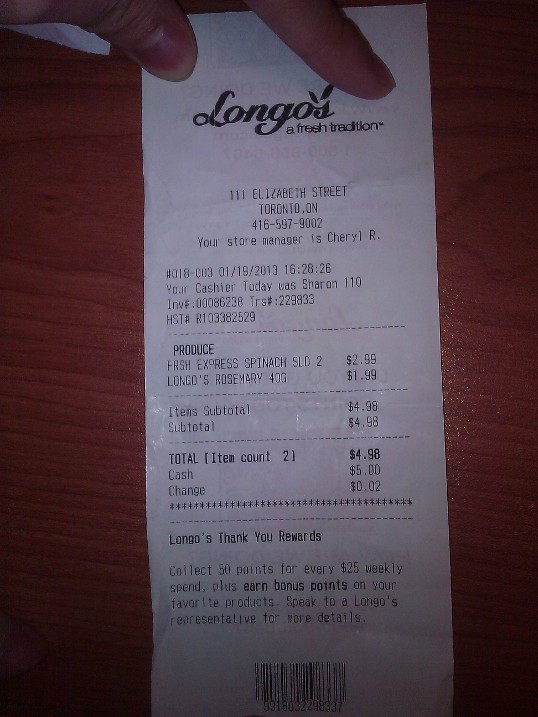 Longo's
a fresh tradition™
111 ELIZABETH STREET
TORONTO,ON
416-597-9002
Your store manager is Cheryl R.
#018-003 01/19/2013 16:28:26
Your Cashier Today was Sharon 110
Inv#:00086238 Trs#:229833
HST# R103382529
PRODUCE
FRSH EXPRESS SPINACH SLD 2 $2.99
LONGO'S ROSEMARY 40G $1.99
Items Subtotal $4.98
Subtotal $4.98
TOTAL [Item count 2] $4.98
Cash $5.00
Change $0.02
****************************************
Longo's Thank You Rewards
Collect 50 points for every $25 weekly
spend, plus earn bonus points on your
favorite products. Speak to a Longo's
representative for more details.
9318032298337